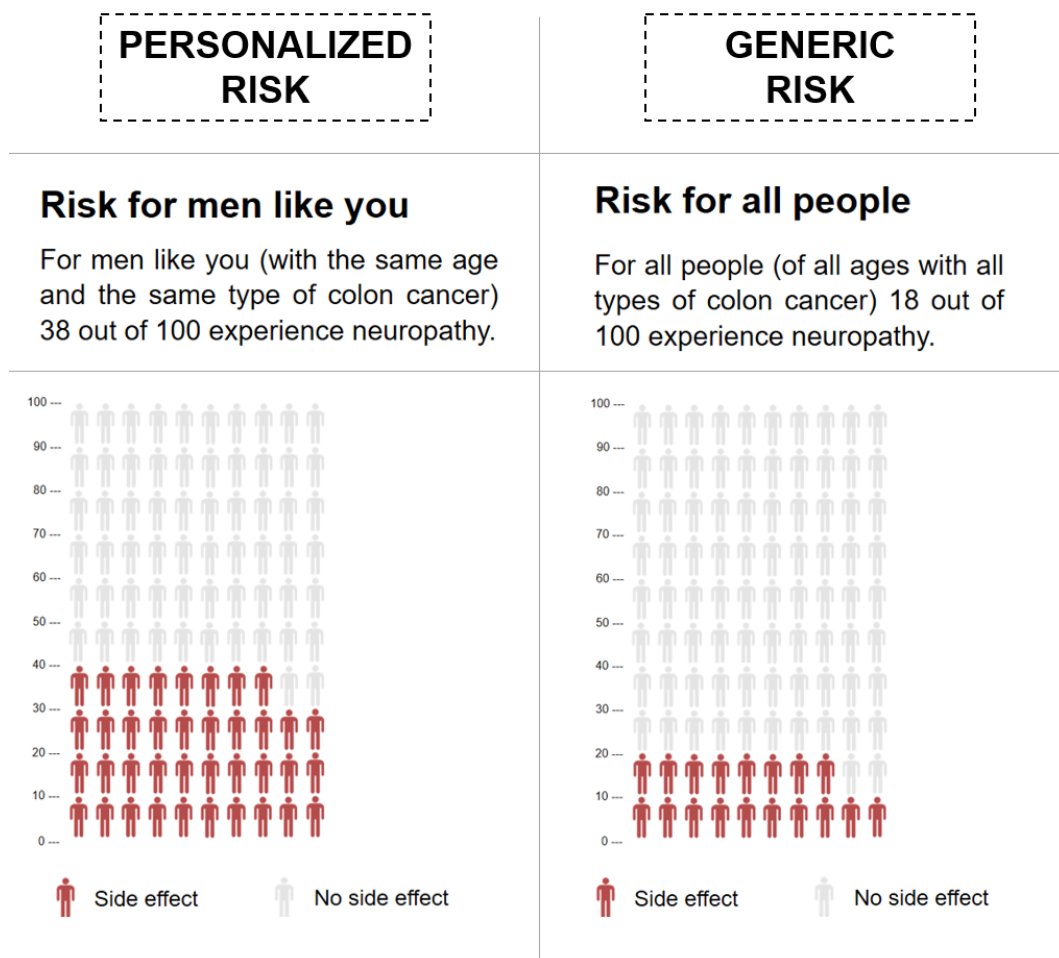 PERSONALIZED
RISK
GENERIC
RISK
Risk for men like you
For men like you (with the same age
and the same type of colon cancer)
38 out of 100 experience neuropathy.
Risk for all people
For all people (of all ages with all
types of colon cancer) 18 out of
100 experience neuropathy.
100 ---
90 ---
80 ---
70 ---
60 ---
50 ---
40 ---
30 ---
20 ---
10 ---
0 ---
Side effect
No side effect
100 ---
90 ---
80 ---
70 ---
60 ---
50 ---
40 ---
30 ---
20 ---
10 ---
0 ---
Side effect
No side effect